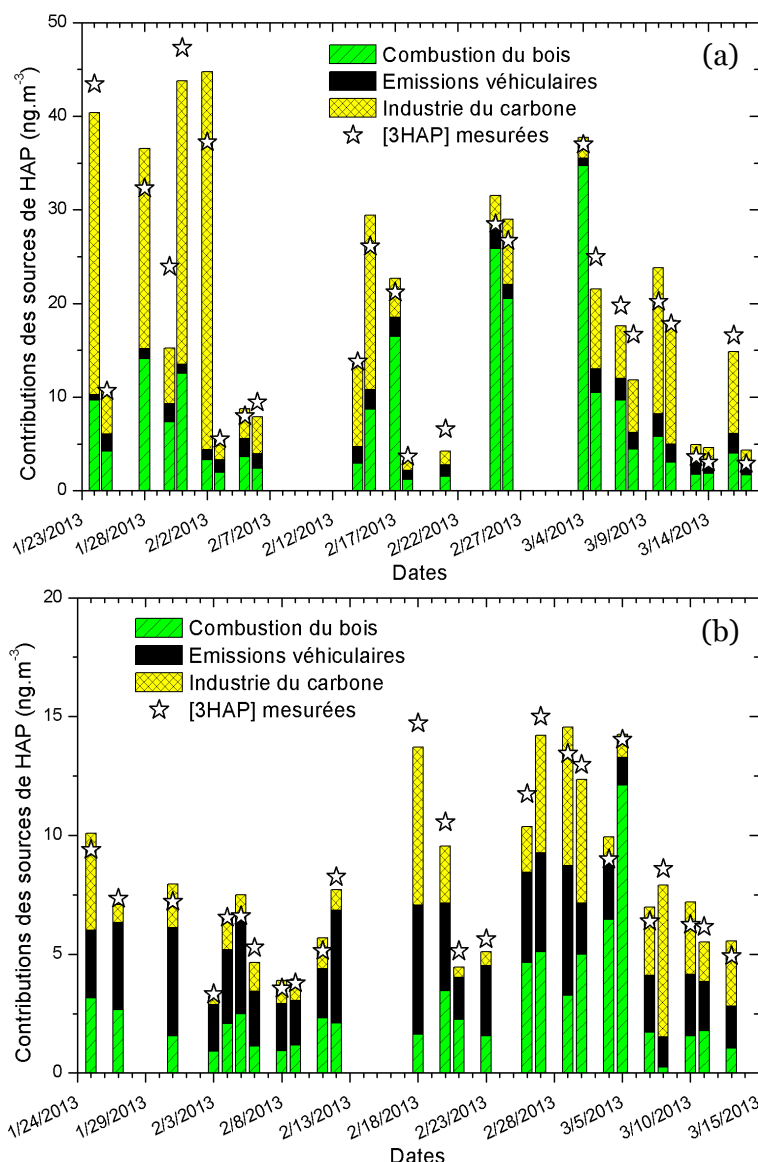 50
40
30
20
10
0
Contributions des sources de HAP (ng.m-3)
(a)
Combustion du bois
Emissions véhiculaires
Industrie du carbone
[3HAP] mesurées
1/23/2013
1/28/2013
2/2/2013
2/7/2013
2/12/2013
2/17/2013
2/22/2013
2/27/2013
3/4/2013
3/9/2013
3/14/2013
Dates
20
15
10
5
0
Contributions des sources de HAP (ng.m-3)
(b)
Combustion du bois
Emissions véhiculaires
Industrie du carbone
[3HAP] mesurées
1/24/2013
1/29/2013
2/3/2013
2/8/2013
2/13/2013
2/18/2013
2/23/2013
2/28/2013
3/5/2013
3/10/2013
3/15/2013
Dates